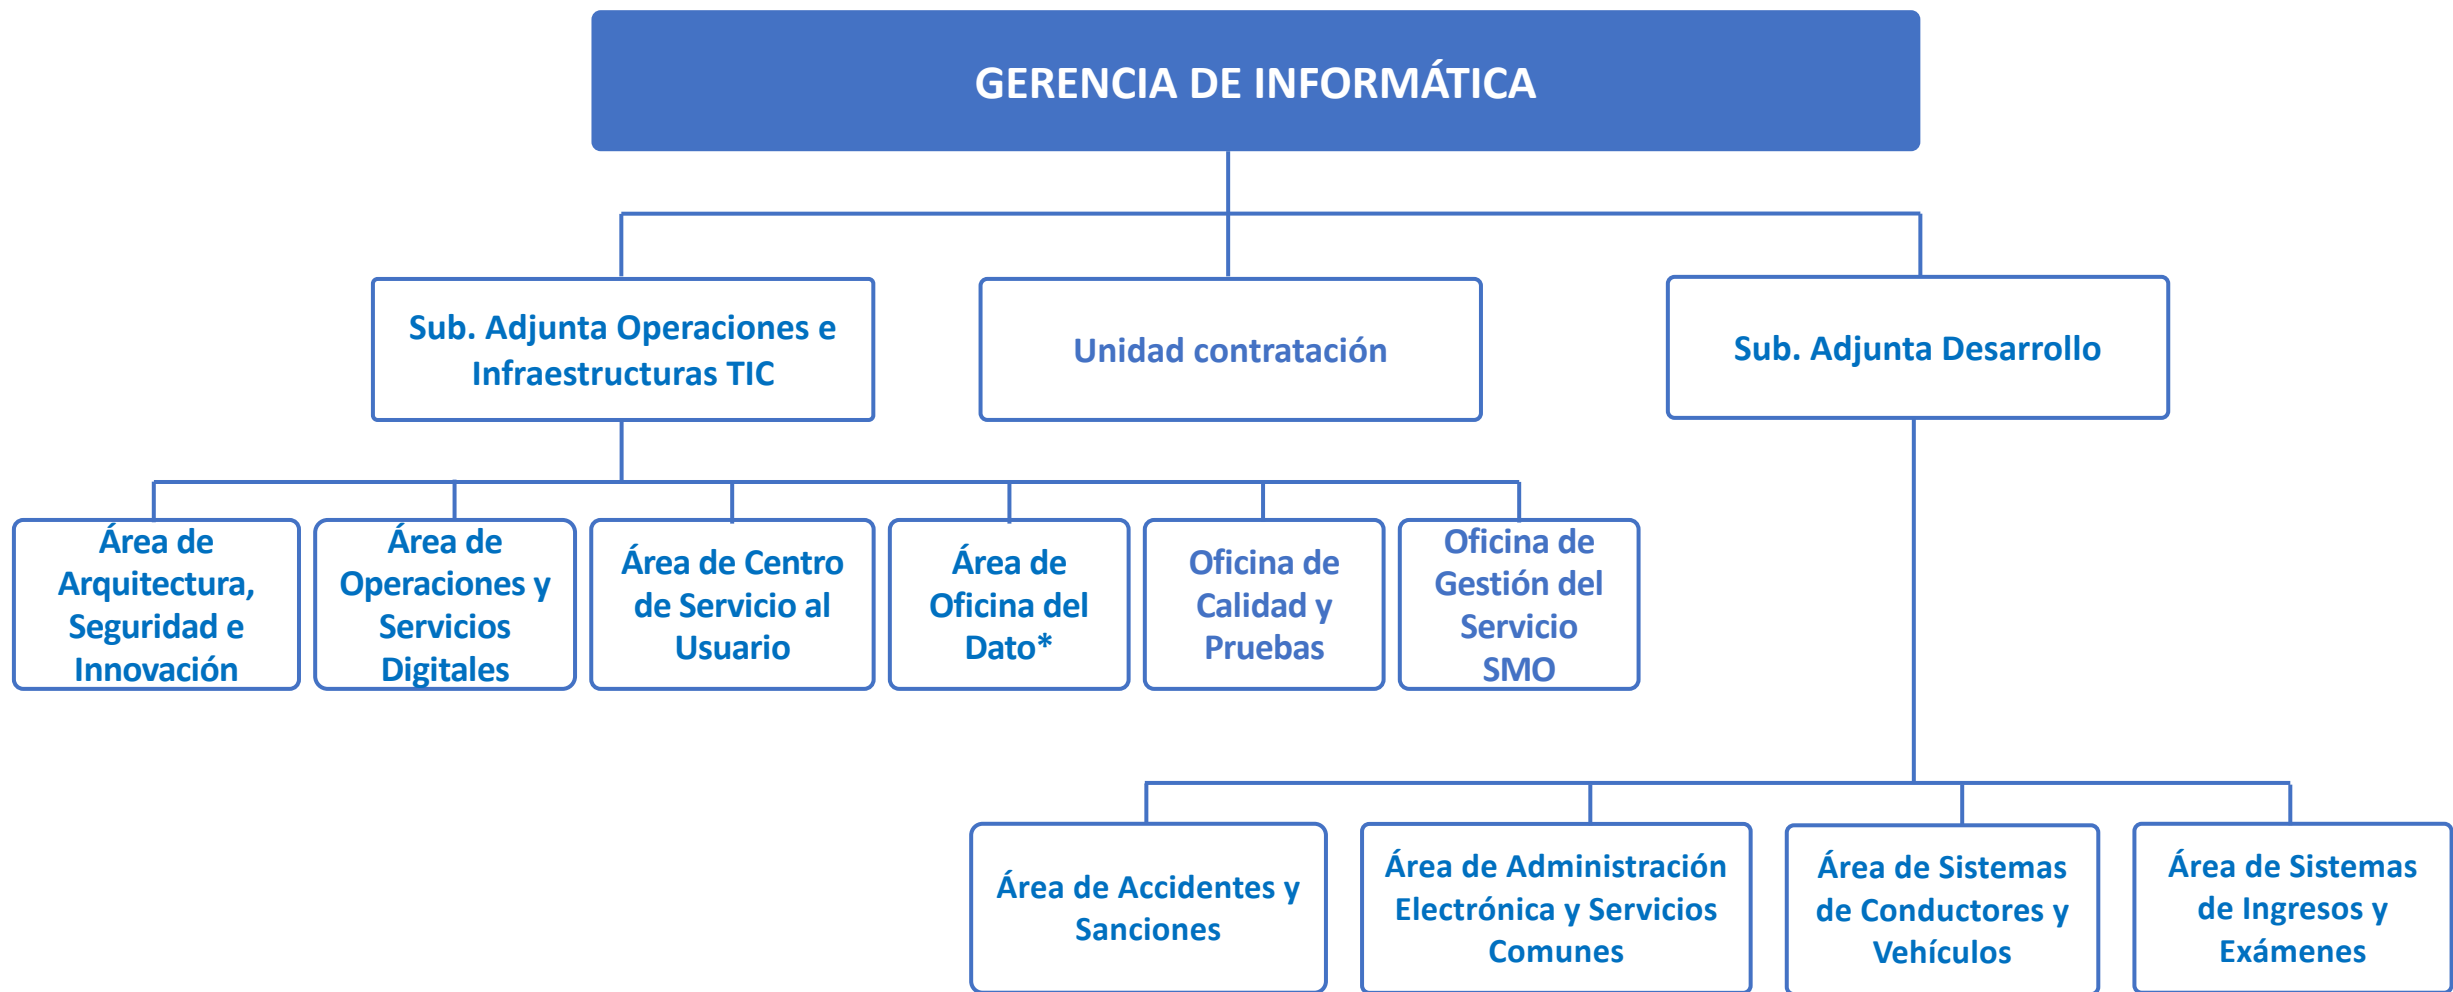 GERENCIA DE INFORMÁTICA
Sub. Adjunta Operaciones e
Infraestructuras TIC
Unidad contratación
Sub. Adjunta Desarrollo
Área de
Arquitectura,
Seguridad e
Innovación
Área de
Operaciones y
Servicios
Digitales
Área de Centro
de Servicio al
Usuario
Área de
Oficina del
Dato*
Oficina de
Calidad y
Pruebas
Oficina de
Gestión del
Servicio
SMO
Área de Accidentes y
Sanciones
Área de Administración
Electrónica y Servicios
Comunes
Área de Sistemas
de Conductores y
Vehículos
Área de Sistemas
de Ingresos y
Exámenes